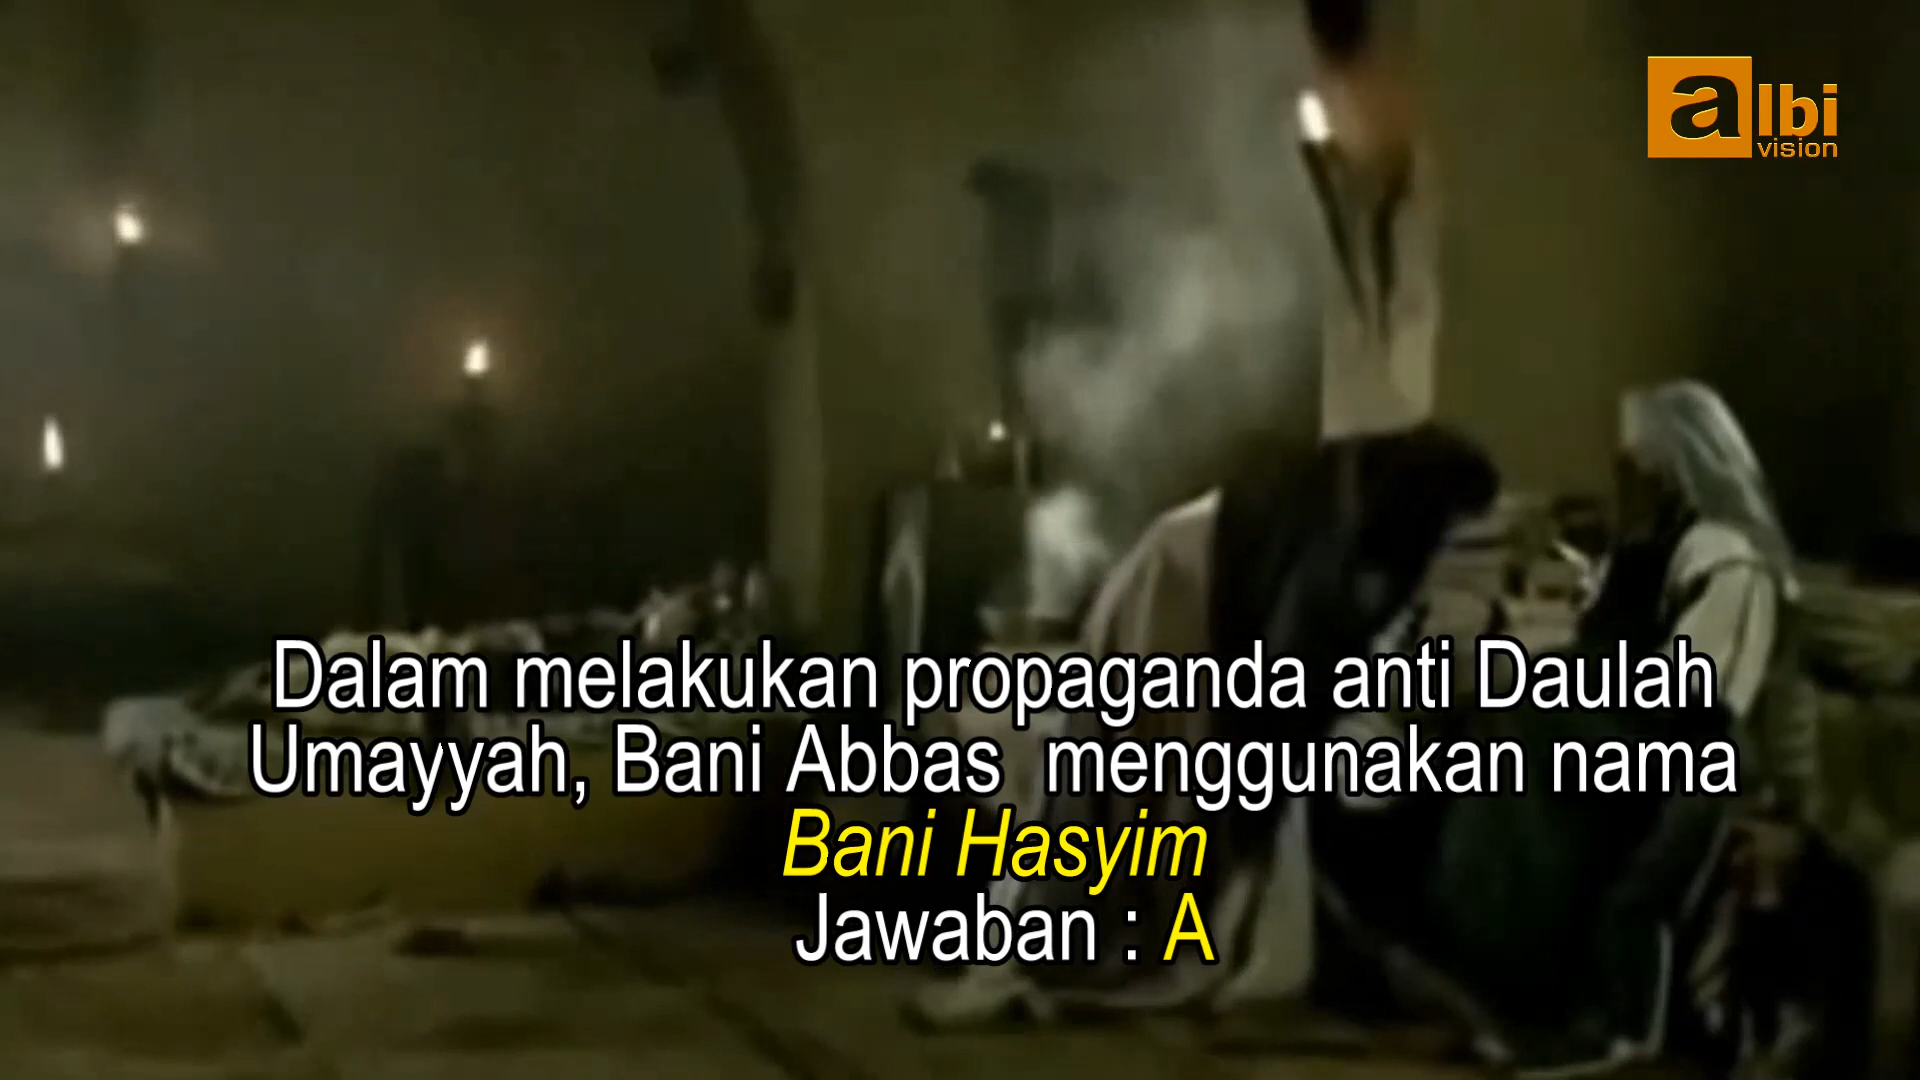 albi
vision
Dalam melakukan propaganda anti Daulah
Umayyah, Bani Abbas menggunakan nama
Bani Hasyim
Jawaban : A